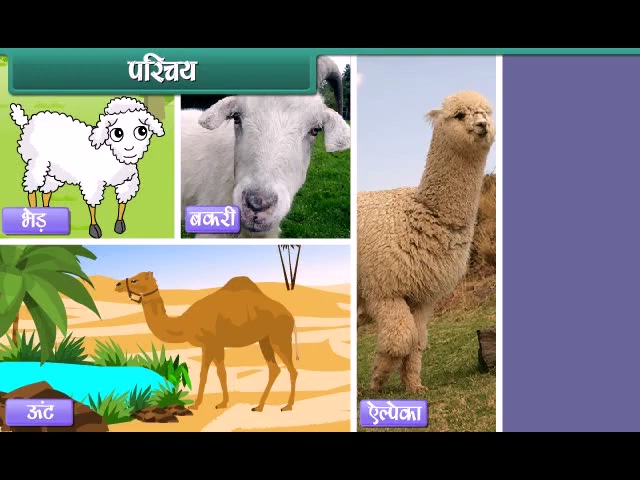 परिचय
भेड़
बकरी
ऊंट
ऐल्पेका